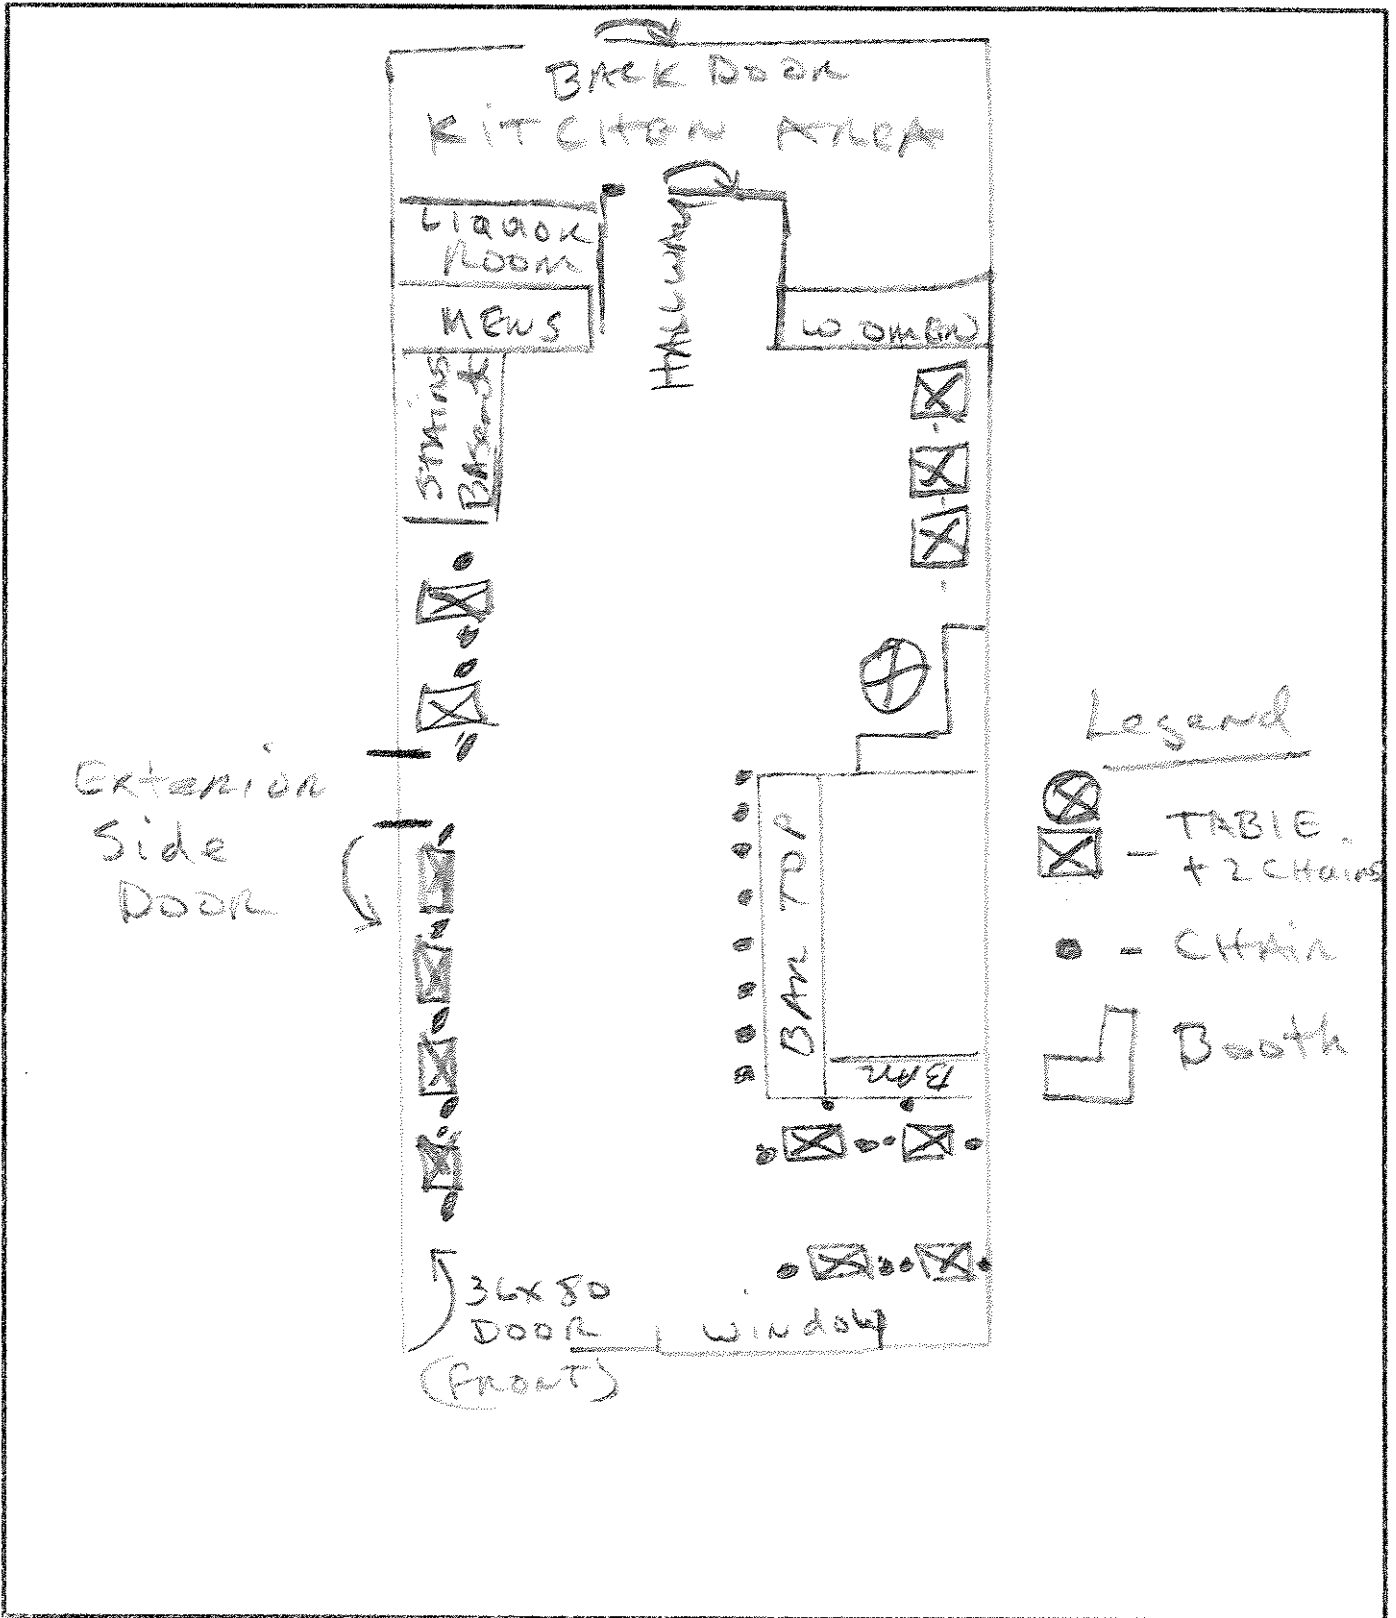 BACK DOOR
KITCHEN AREA
LIQUOR
ROOM
HALLWAY
MENS
WOMEN
STAIRS
Basement
Legend
TABLE
+ 2 CHairs
- CHAIR
Booth
Exterior
Side
DOOR
BAR TOP
BAR
36x80
DOOR
(FRONT)
WINDOW